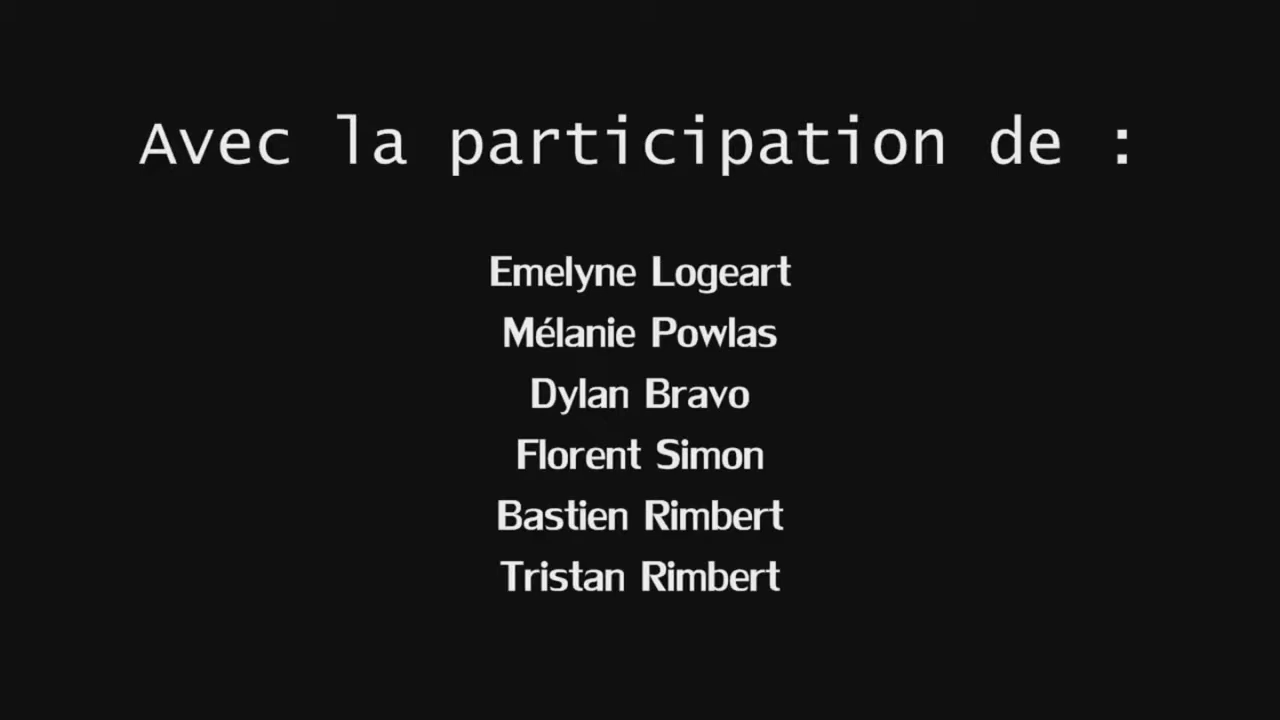 Avec la participation de :
Emelyne Logeart
Mélanie Powlas
Dylan Bravo
Florent Simon
Bastien Rimbert
Tristan Rimbert